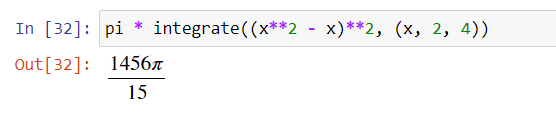 In [32]: pi * integrate((x**2 - x)**2, (x, 2, 4))
Out[32]: 1456π
15